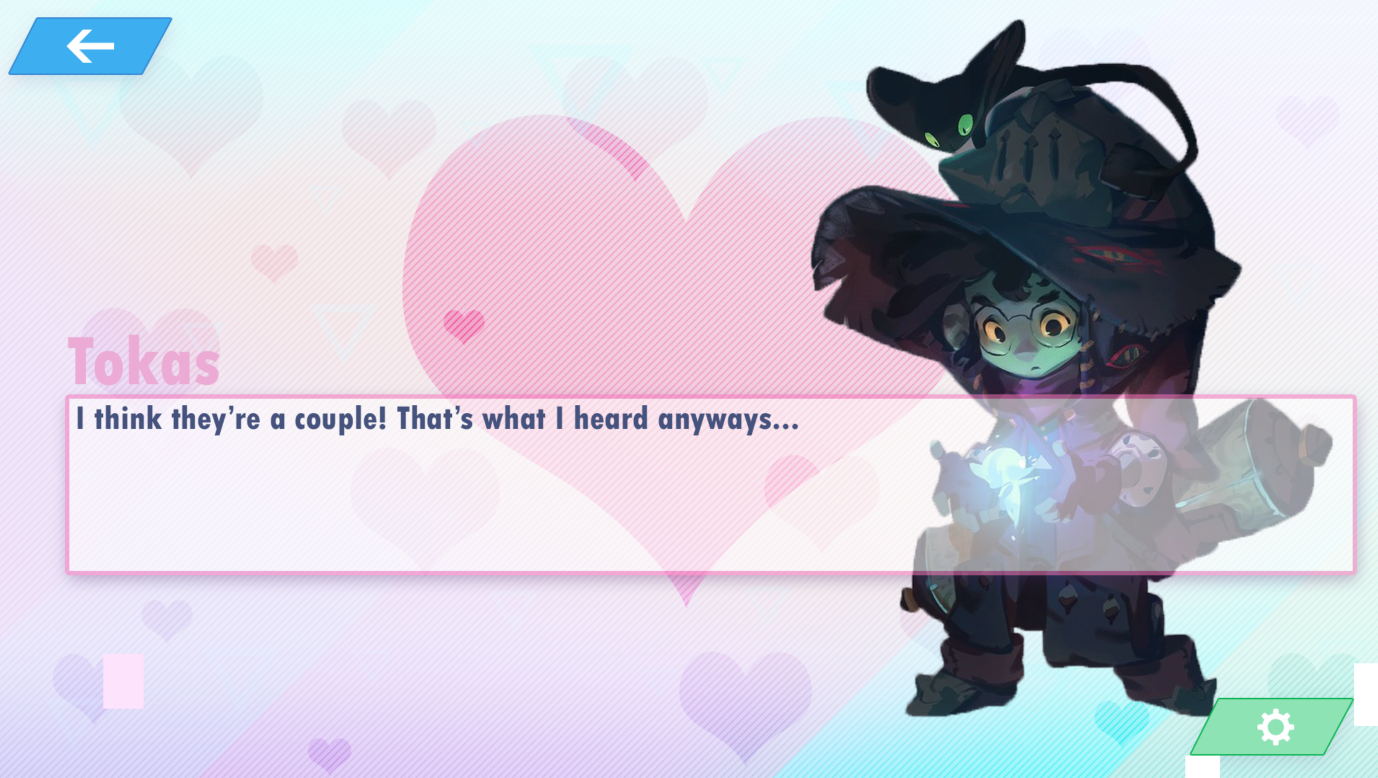 Tokas
I think they’re a couple! That’s what I heard anyways...